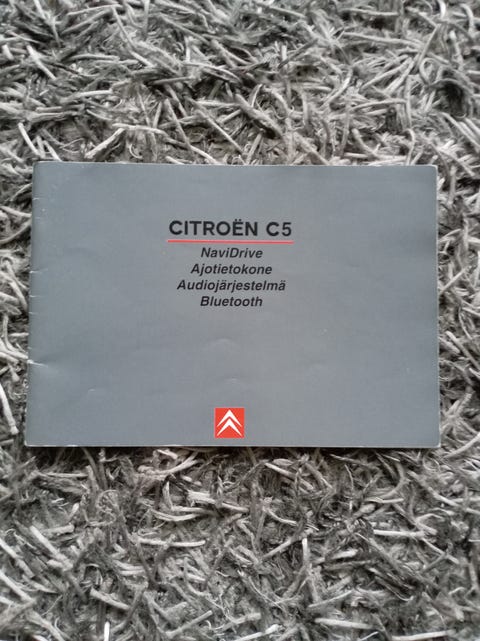 CITROËN C5
NaviDrive
Ajotietokone
Audiojärjestelmä
Bluetooth